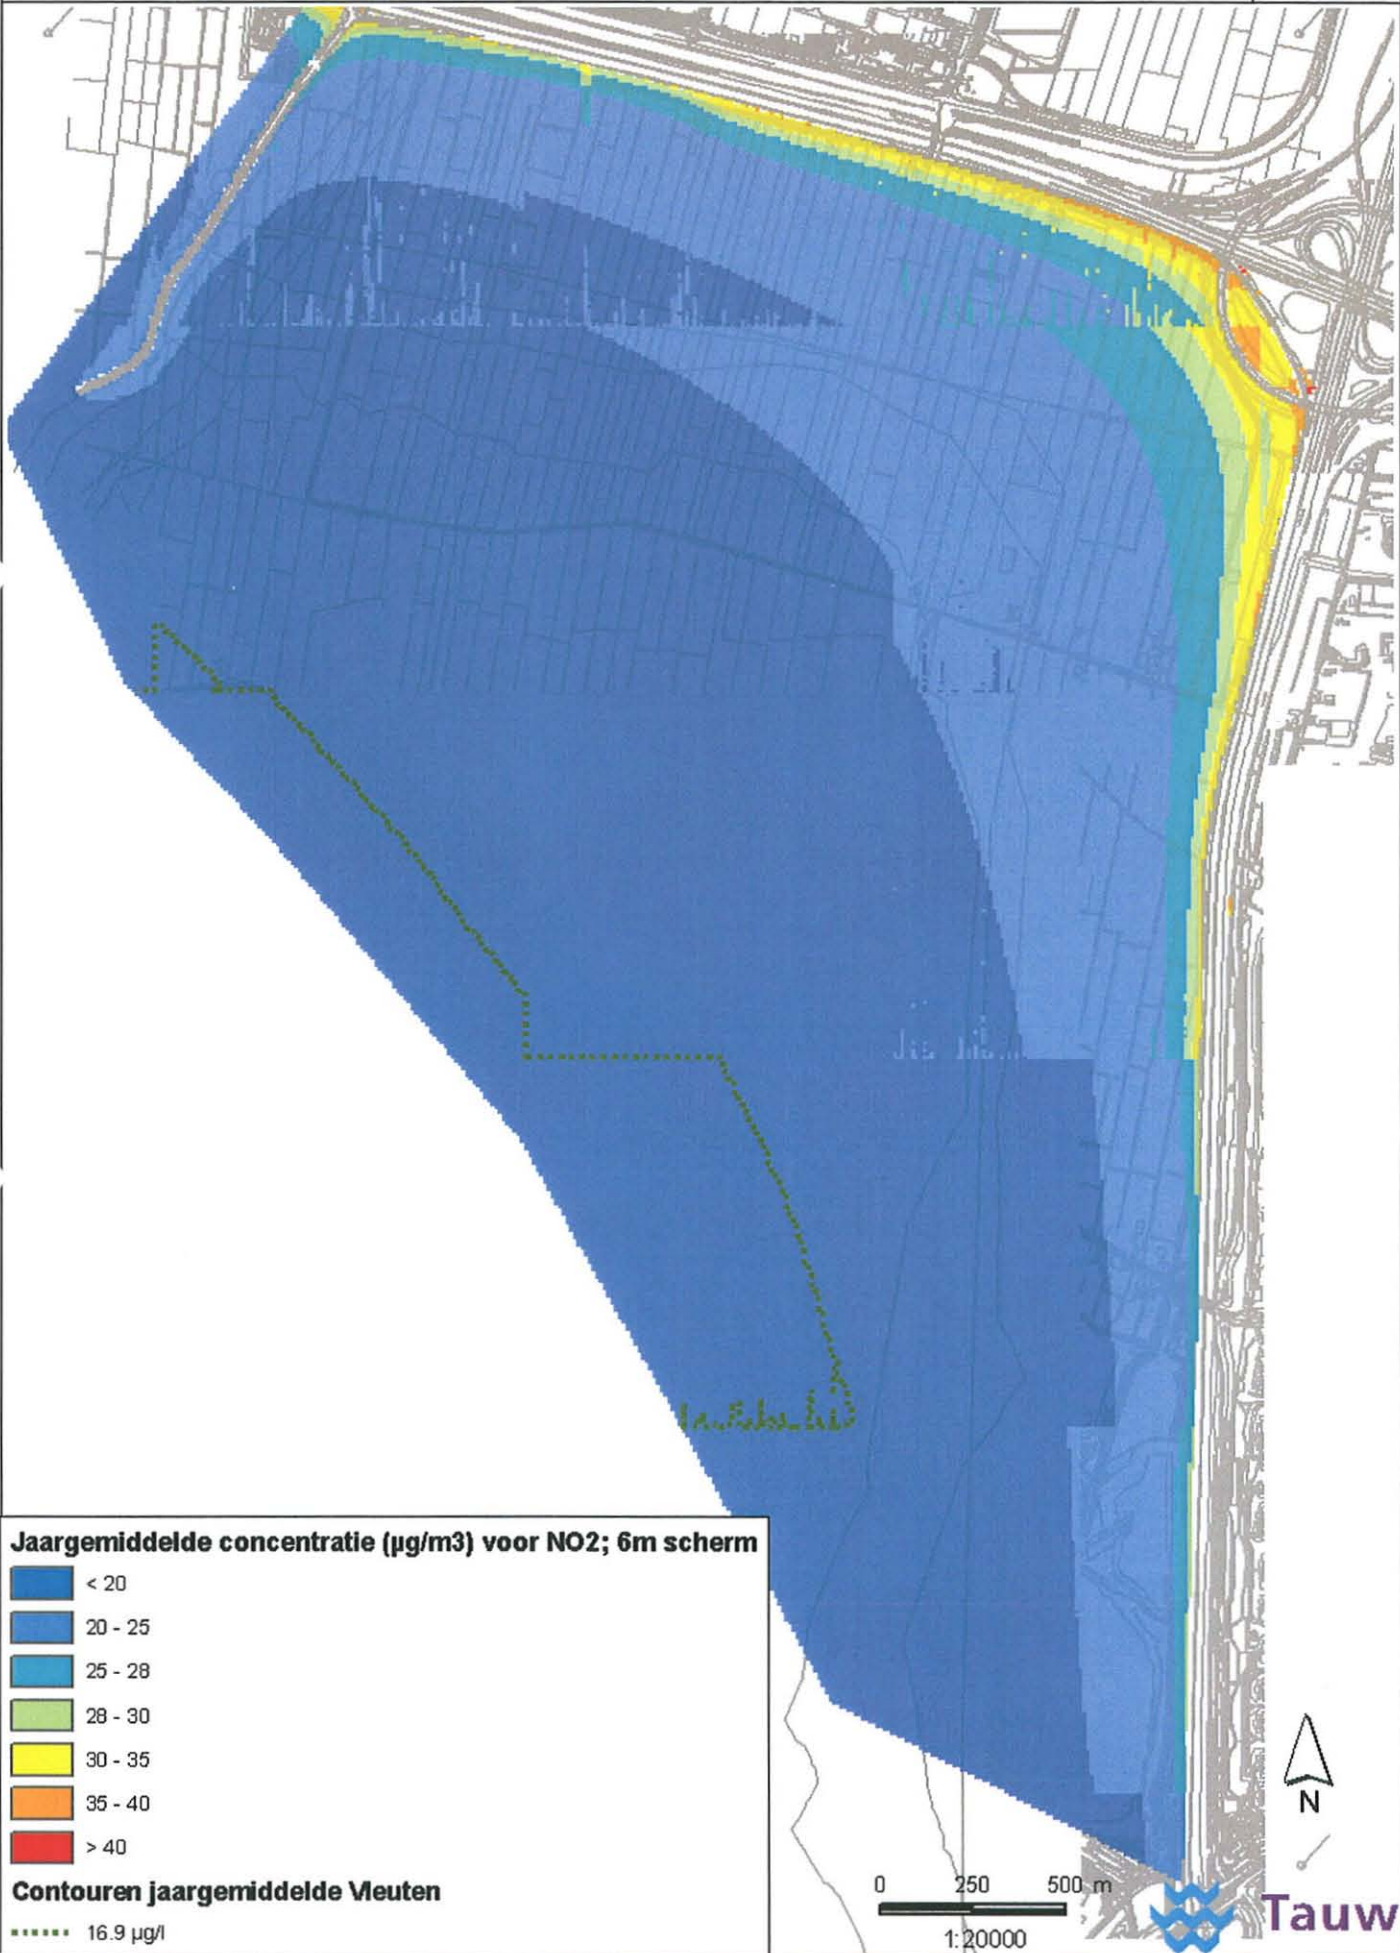 Jaargemiddelde concentratie (µg/m3) voor NO2; 6m scherm
< 20
20 - 25
25 - 28
28 - 30
30 - 35
35 - 40
> 40
Contouren jaargemiddelde Vleuten
16.9 µg/l
N
0 250 500 m
1:20000
Tauw